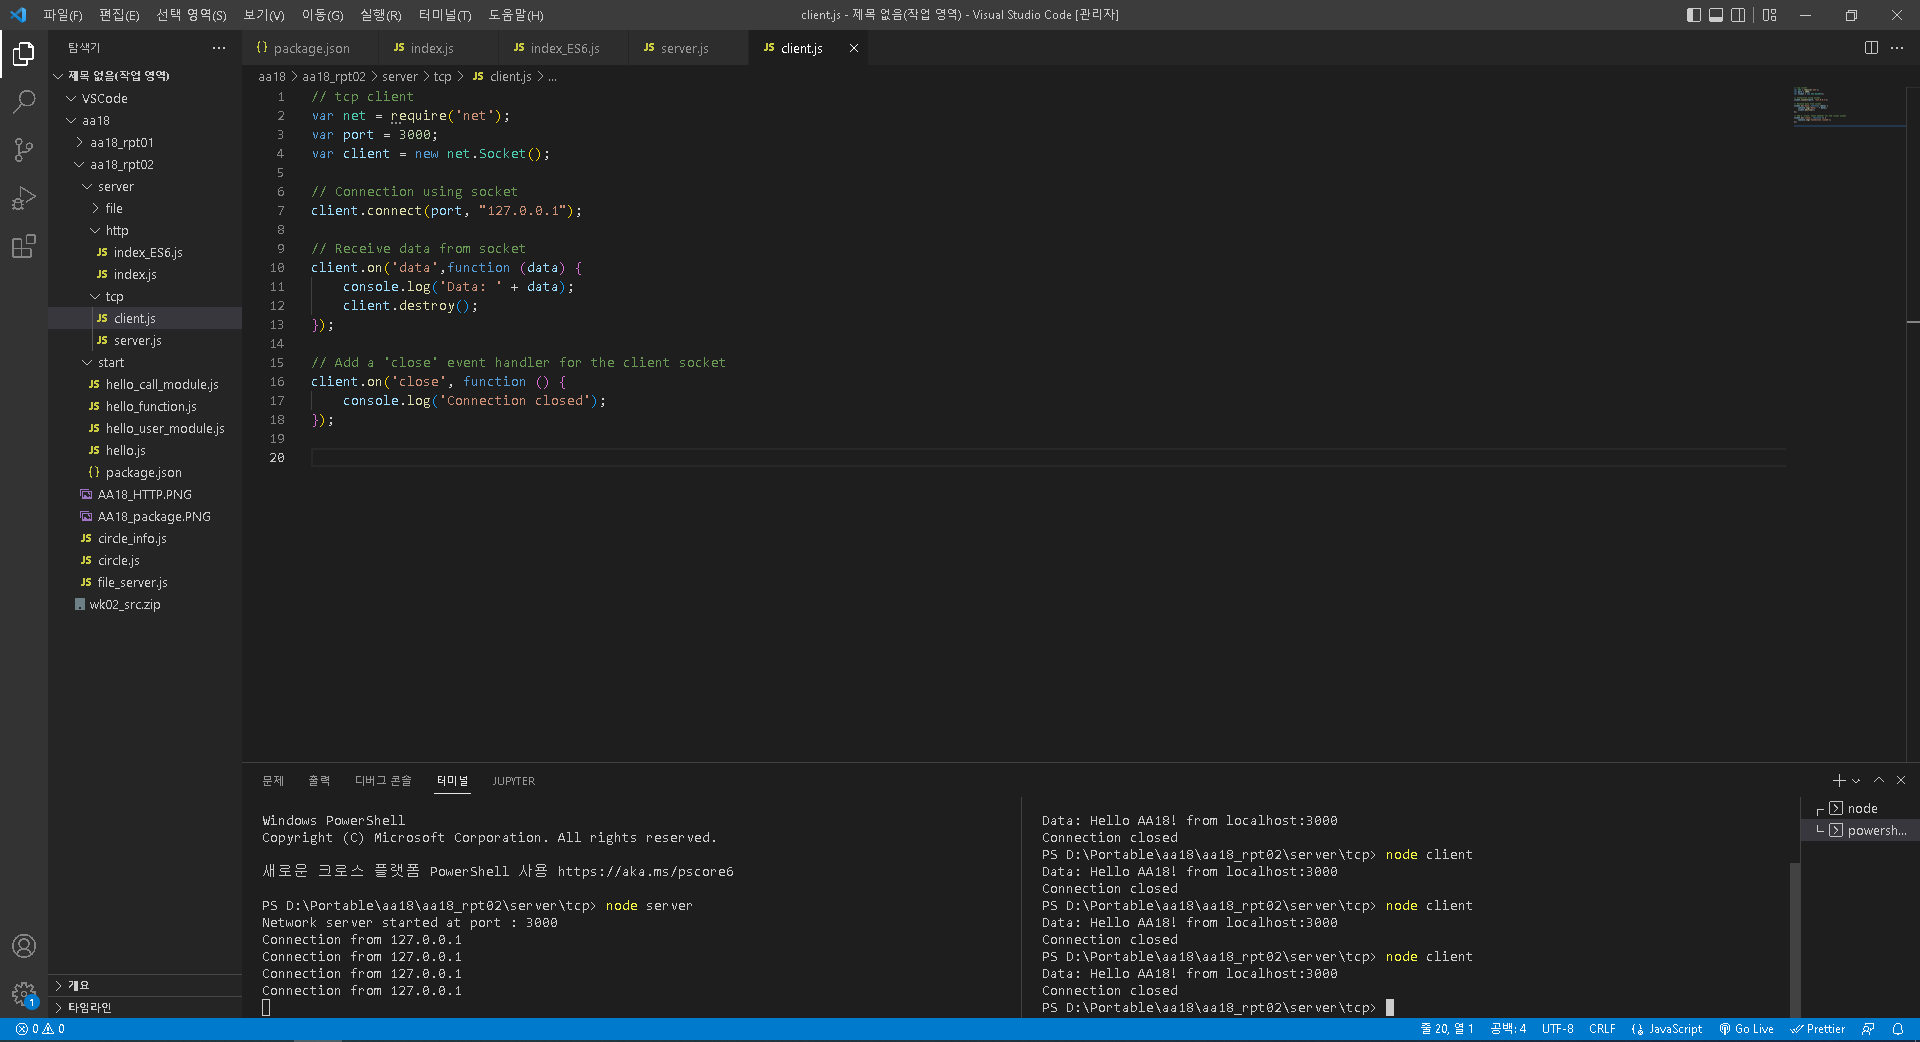 파일(F) 편집(E) 선택 영역(S) 보기(V) 이동(G) 실행(R) 터미널(T) 도움말(H)
client.js - 제목 없음(작업 영역) - Visual Studio Code [관리자]
탐색기
제목 없음(작업 영역)
VSCode
aa18
aa18_rpt01
aa18_rpt02
server
file
http
JS index_ES6.js
JS index.js
tcp
JS client.js
JS server.js
start
JS hello_call_module.js
JS hello_function.js
JS hello_user_module.js
JS hello.js
{} package.json
AA18_HTTP.PNG
AA18_package.PNG
JS circle_info.js
JS circle.js
JS file_server.js
wk02_src.zip
개요
타임라인
1
{} package.json JS index.js JS index_ES6.js JS server.js JS client.js
aa18 > aa18_rpt02 > server > tcp > JS client.js > ...
1 // tcp client
2 var net = require('net');
3 var port = 3000;
4 var client = new net.Socket();
5
6 // Connection using socket
7 client.connect(port, "127.0.0.1");
8
9 // Receive data from socket
10 client.on('data',function (data) {
11 console.log('Data: ' + data);
12 client.destroy();
13 });
14
15 // Add a 'close' event handler for the client socket
16 client.on('close', function () {
17 console.log('Connection closed');
18 });
19
20
문제 출력 디버그 콘솔 터미널 JUPYTER
Windows PowerShell
Copyright (C) Microsoft Corporation. All rights reserved.
새로운 크로스 플랫폼 PowerShell 사용 https://aka.ms/pscore6
PS D:\Portable\aa18\aa18_rpt02\server\tcp> node server
Network server started at port : 3000
Connection from 127.0.0.1
Connection from 127.0.0.1
Connection from 127.0.0.1
Connection from 127.0.0.1
Data: Hello AA18! from localhost:3000
Connection closed
PS D:\Portable\aa18\aa18_rpt02\server\tcp> node client
Data: Hello AA18! from localhost:3000
Connection closed
PS D:\Portable\aa18\aa18_rpt02\server\tcp> node client
Data: Hello AA18! from localhost:3000
Connection closed
PS D:\Portable\aa18\aa18_rpt02\server\tcp> node client
Data: Hello AA18! from localhost:3000
Connection closed
PS D:\Portable\aa18\aa18_rpt02\server\tcp>
node
powersh...
0 0
줄 20, 열 1 공백: 4 UTF-8 CRLF JavaScript Go Live Prettier